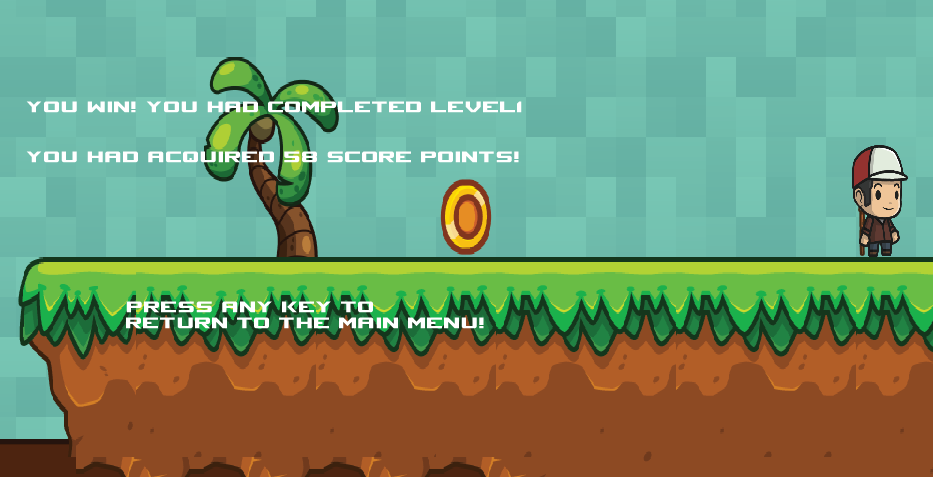 YOU WIN! YOU HAD COMPLETED LEVEL1
YOU HAD ACQUIRED 58 SCORE POINTS!
PRESS ANY KEY TO
RETURN TO THE MAIN MENU!